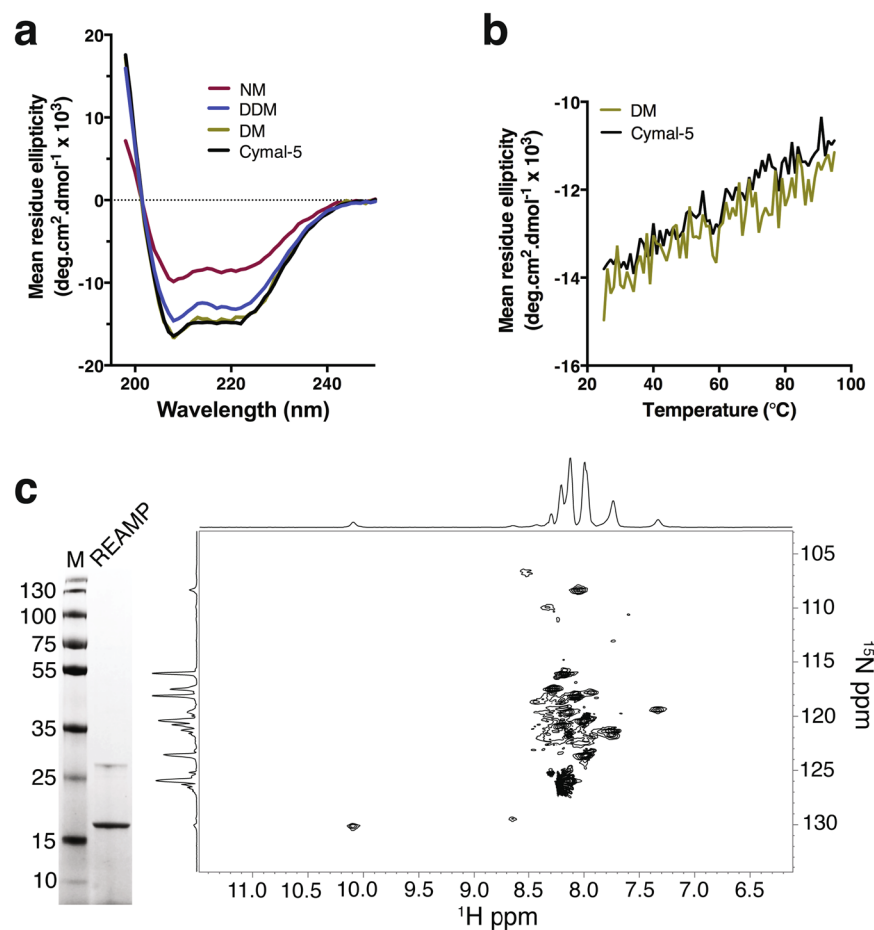 a
20
10
0
-10
-20
200
220
240
Wavelength (nm)
Mean residue ellipticity
(deg.cm².dmol⁻¹ x 10³)
NM
DDM
DM
Cymal-5
b
-10
-12
-14
-16
20
40
60
80
100
Temperature (°C)
Mean residue ellipticity
(deg.cm².dmol⁻¹ x 10³)
DM
Cymal-5
c
M
REAMP
130
100
75
55
35
25
15
10
105
110
115
120
125
130
¹⁵N ppm
11.0
10.0
9.5
9.0
8.5
8.0
7.5
7.0
6.5
¹H ppm